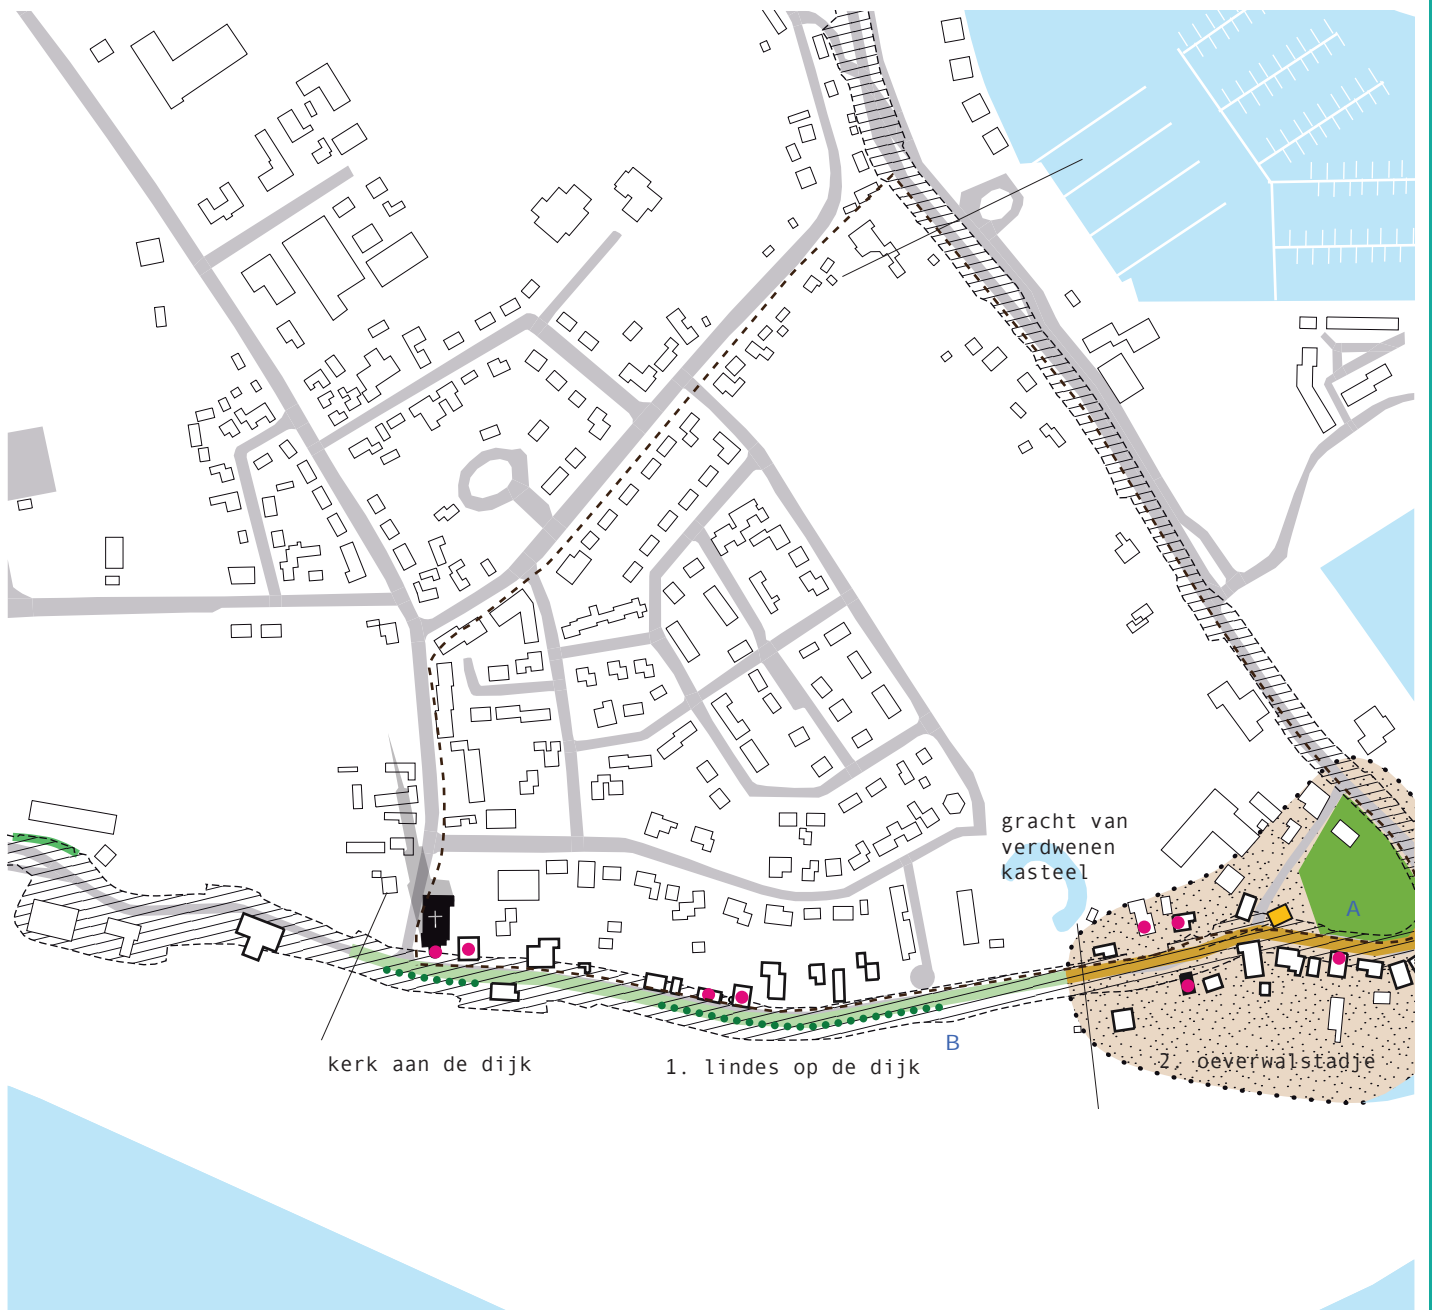 gracht van
verdwenen
kasteel
A
B
kerk aan de dijk
1. lindes op de dijk
2. oeverwalstadje